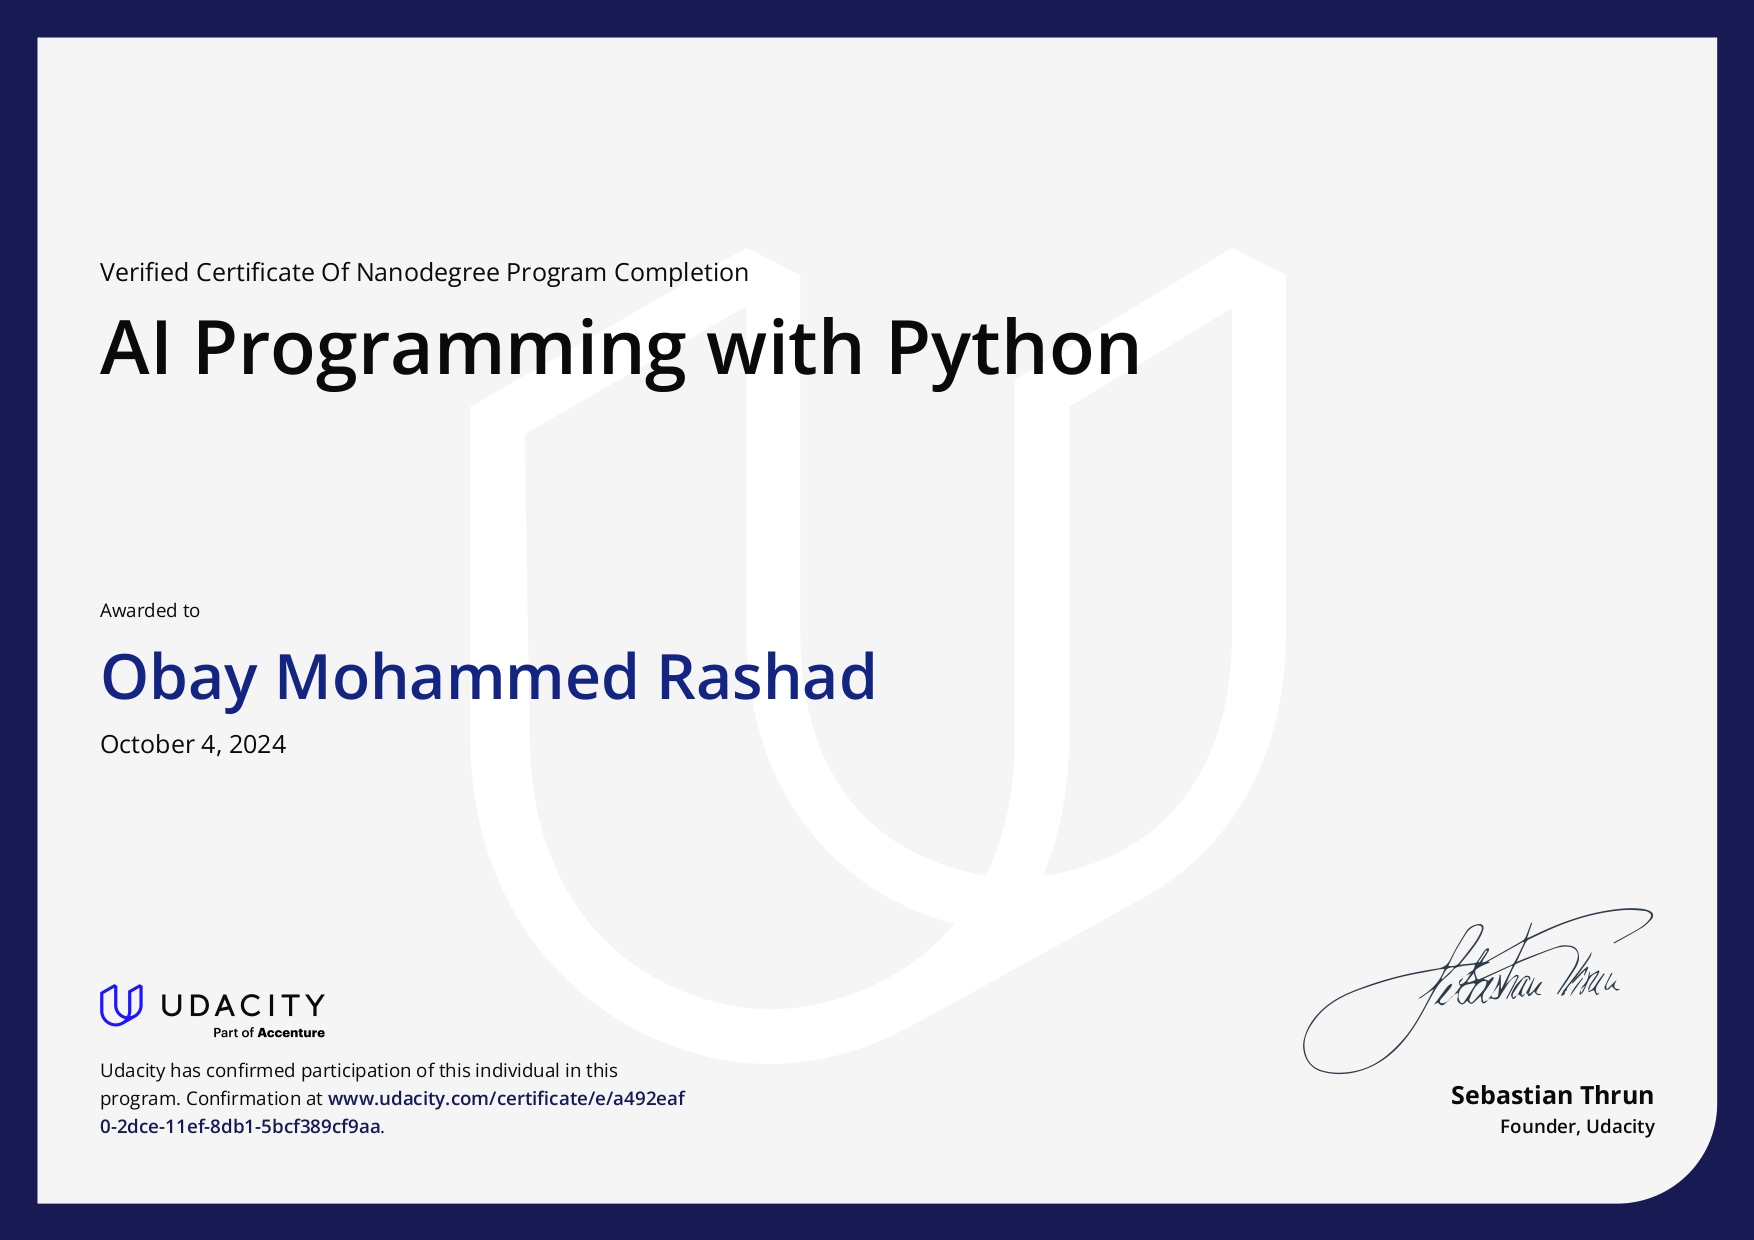 Verified Certificate Of Nanodegree Program Completion
AI Programming with Python
Awarded to
Obay Mohammed Rashad
October 4, 2024
UDACITY
Part of Accenture
Udacity has confirmed participation of this individual in this
program. Confirmation at www.udacity.com/certificate/e/a492eaf
0-2dce-11ef-8db1-5bcf389cf9aa.
Sebastian Thrun
Sebastian Thrun
Founder, Udacity